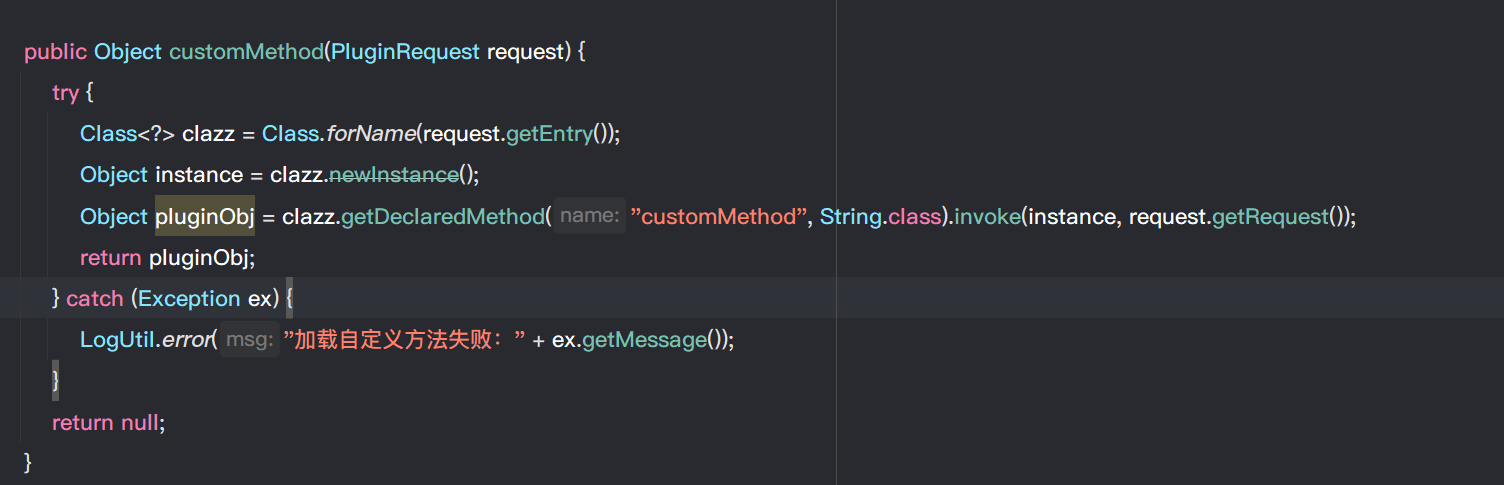 public Object customMethod(PluginRequest request) {
try {
Class<?> clazz = Class.forName(request.getEntry());
Object instance = clazz.newInstance();
Object pluginObj = clazz.getDeclaredMethod( name: ”customMethod”, String.class).invoke(instance, request.getRequest());
return pluginObj;
} catch (Exception ex) {
LogUtil.error( msg: ”加载自定义方法失败：” + ex.getMessage());
}
return null;
}